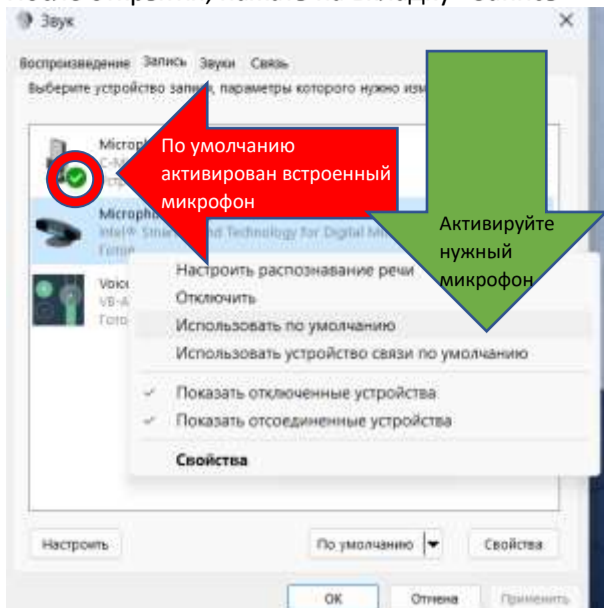 Звук
Воспроизведение Запись Звуки Связь
Выберите устройство записи, параметры которого нужно
По умолчанию
активирован встроенный
микрофон
Активируйте
нужный
микрофон
Настроить распознавание речи
Отключить
Использовать по умолчанию
Использовать устройство связи по умолчанию
Показать отключенные устройства
Показать отсоединенные устройства
Свойства
Настроить По умолчанию Свойства
ОК Отмена Применить